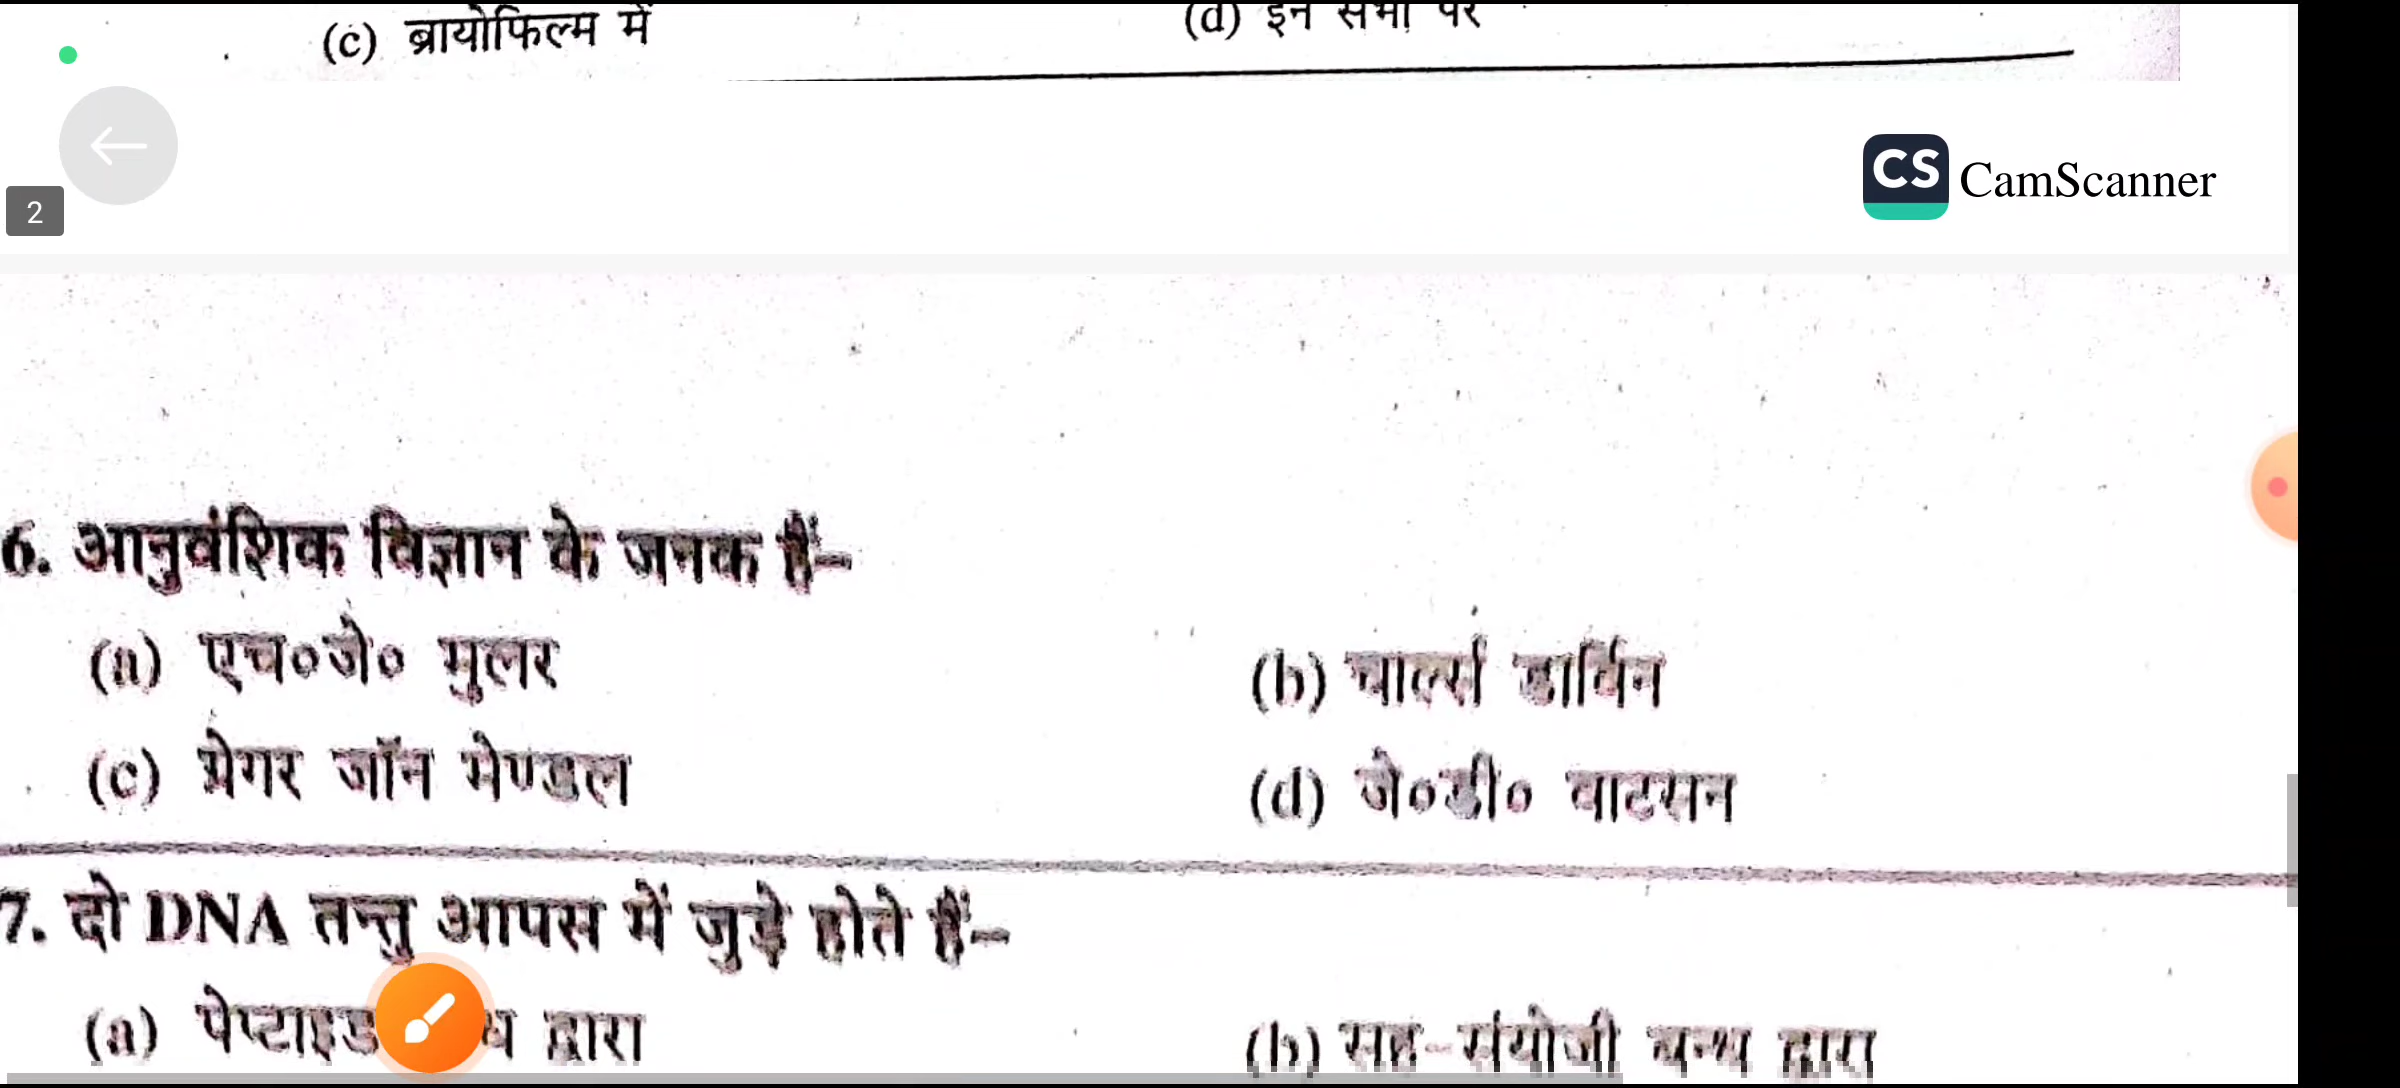 (c) ब्रायोफिल्म में (d) इन सभी पर
2
CS CamScanner
6. आनुवंशिक विज्ञान के जनक हैं-
(a) एच०जे० मुलर (b) चार्ल्स डार्विन
(c) ग्रेगर जॉन मेण्डल (d) जे०डी० वाटसन
7. दो DNA तन्तु आपस में जुड़े होते हैं-
(a) पेप्टाइड ध द्वारा (b) सह-संयोजी बन्ध द्वारा